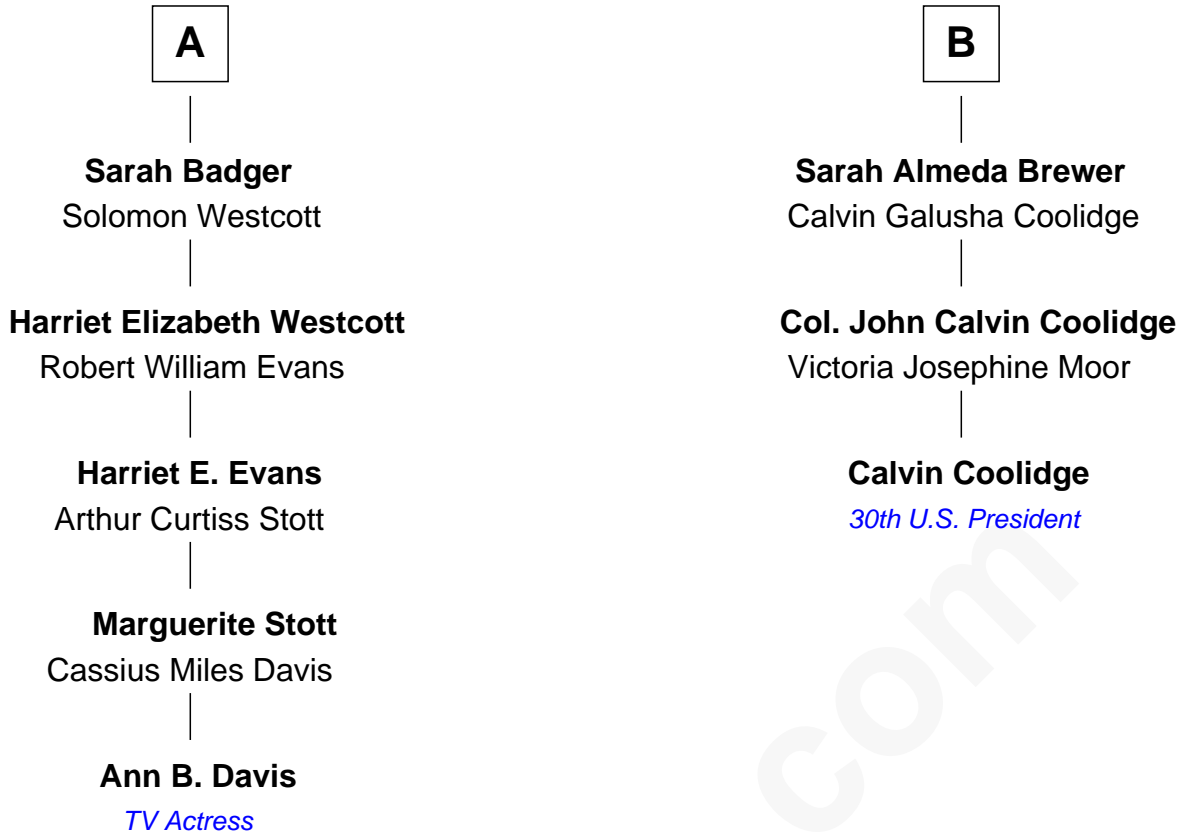 A
Sarah Badger
Solomon Westcott
Harriet Elizabeth Westcott
Robert William Evans
Harriet E. Evans
Arthur Curtiss Stott
Marguerite Stott
Cassius Miles Davis
Ann B. Davis
TV Actress
B
Sarah Almeda Brewer
Calvin Galusha Coolidge
Col. John Calvin Coolidge
Victoria Josephine Moor
Calvin Coolidge
30th U.S. President
com